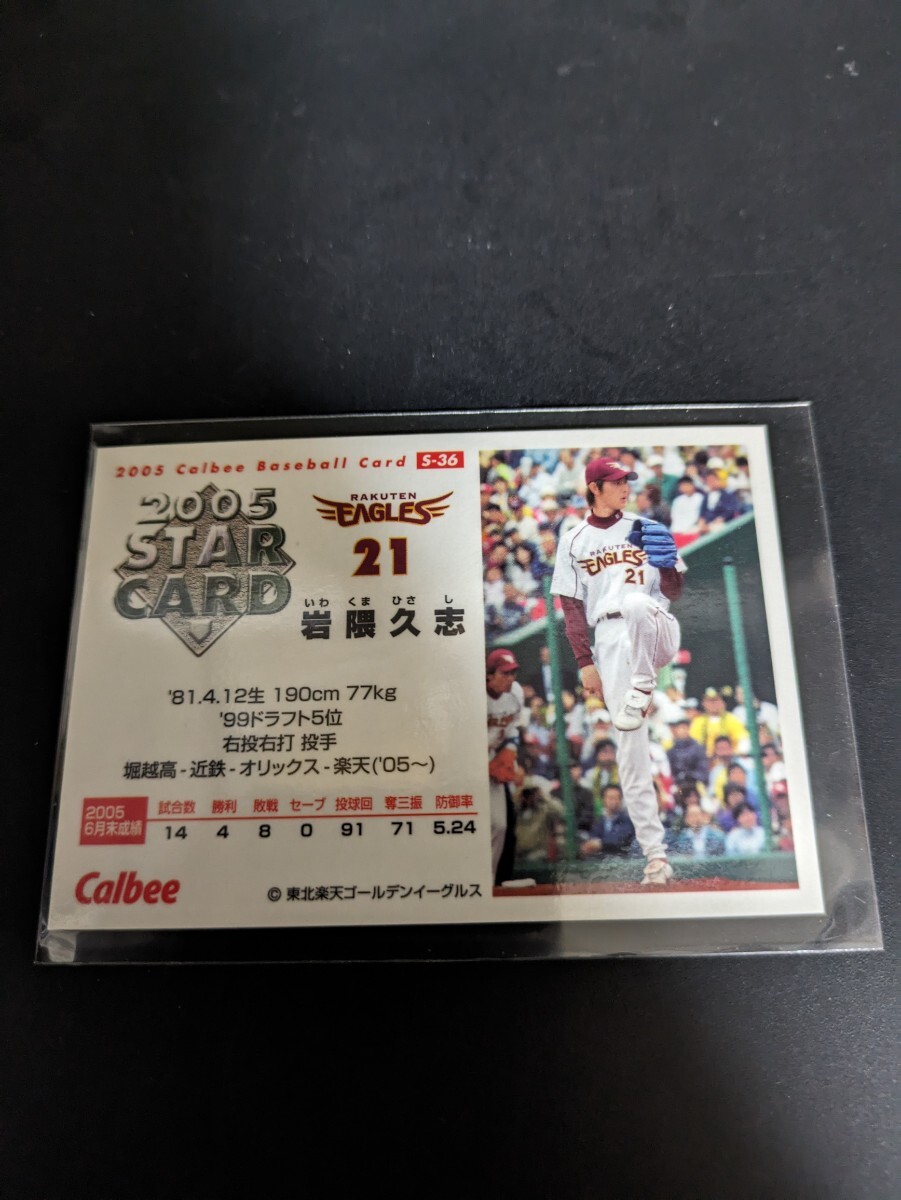 2005 Calbee Baseball Card S-36
2005
STAR
CARD
RAKUTEN
EAGLES
21
いわ くま ひさ し
岩隈久志
'81.4.12生 190cm 77kg
'99ドラフト5位
右投右打 投手
堀越高-近鉄-オリックス-楽天('05～)
2005
6月末成績
試合数 勝利 敗戦 セーブ 投球回 奪三振 防御率
14 4 8 0 91 71 5.24
Calbee
© 東北楽天ゴールデンイーグルス
RAKUTEN
EAGLES
21